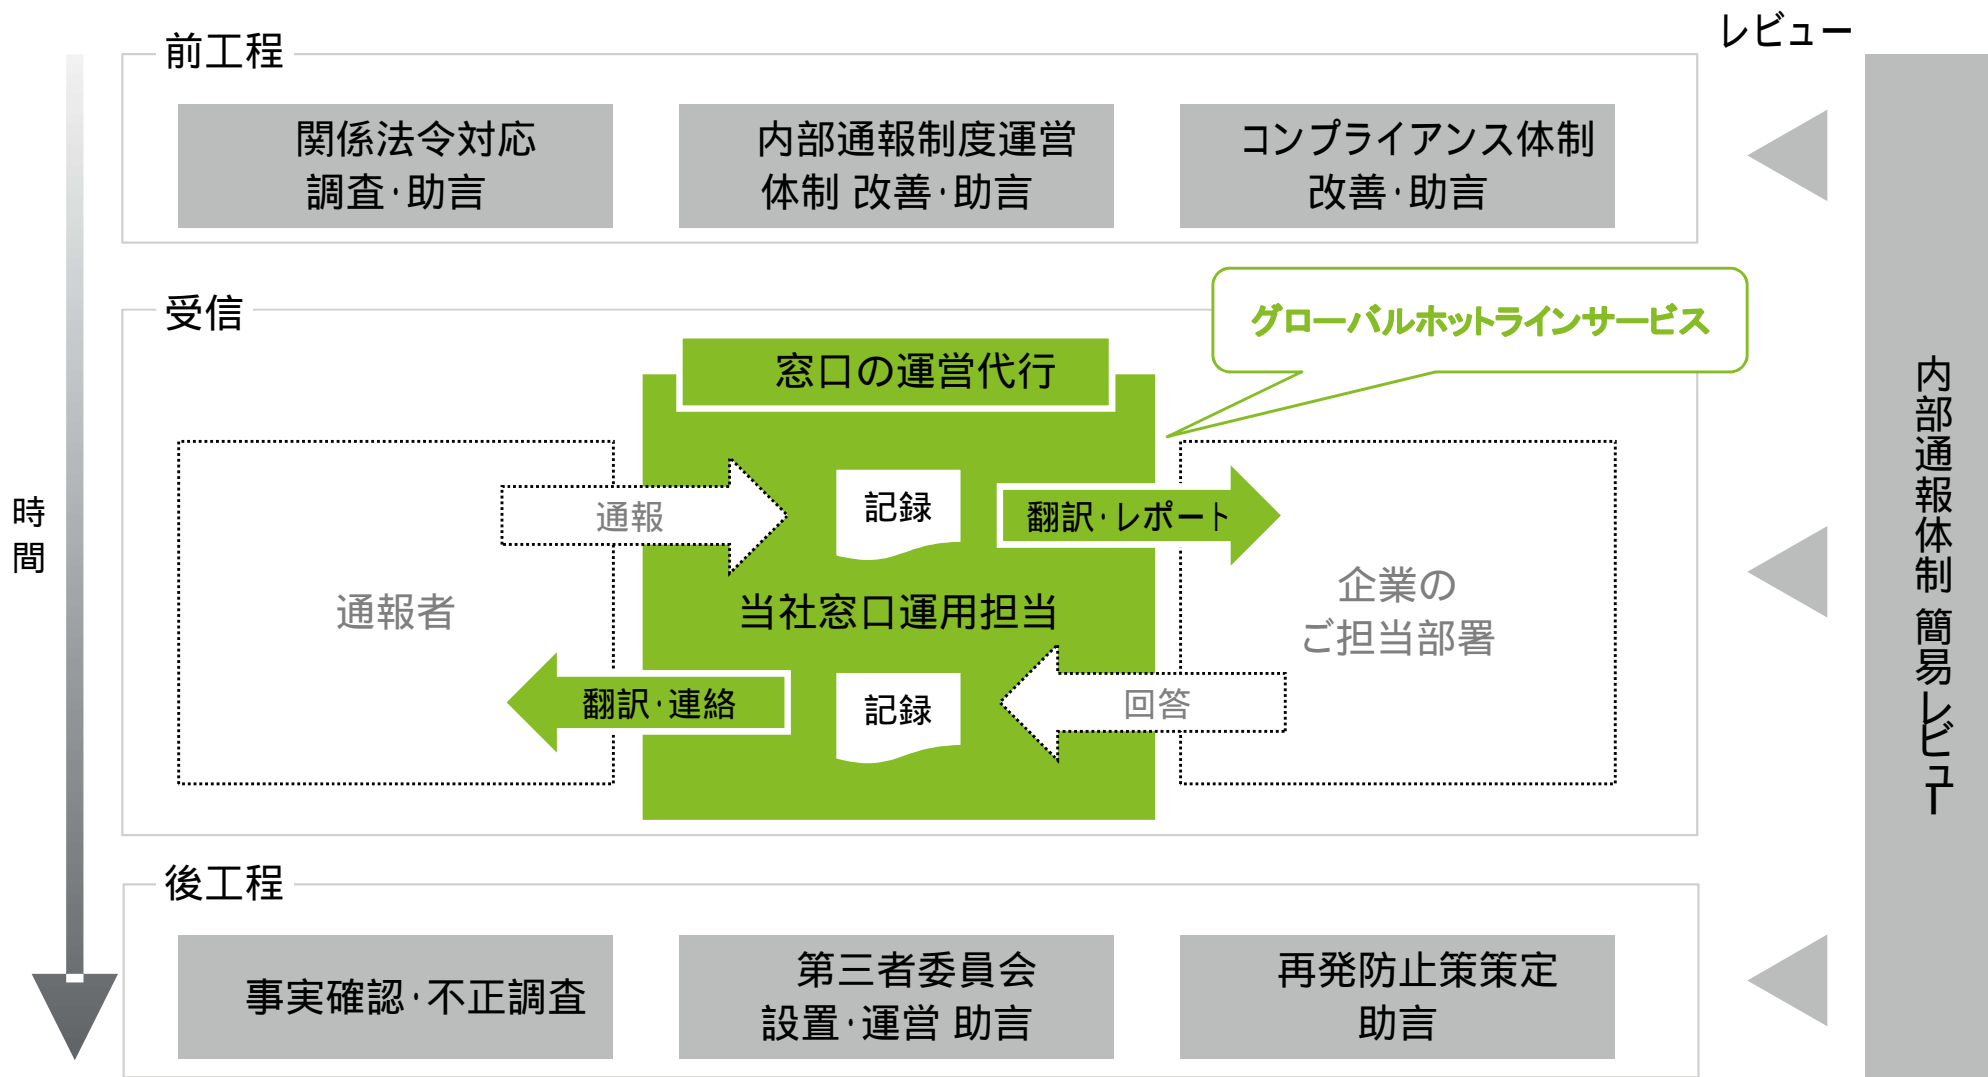 レビュー
前工程
関係法令対応
調査・助言
内部通報制度運営
体制 改善・助言
コンプライアンス体制
改善・助言
受信
グローバルホットラインサービス
窓口の運営代行
通報
記録
翻訳・レポート
時
間
通報者
当社窓口運用担当
企業の
ご担当部署
翻訳・連絡
記録
回答
内部通報体制 簡易レビュー
後工程
事実確認・不正調査
第三者委員会
設置・運営 助言
再発防止策策定
助言